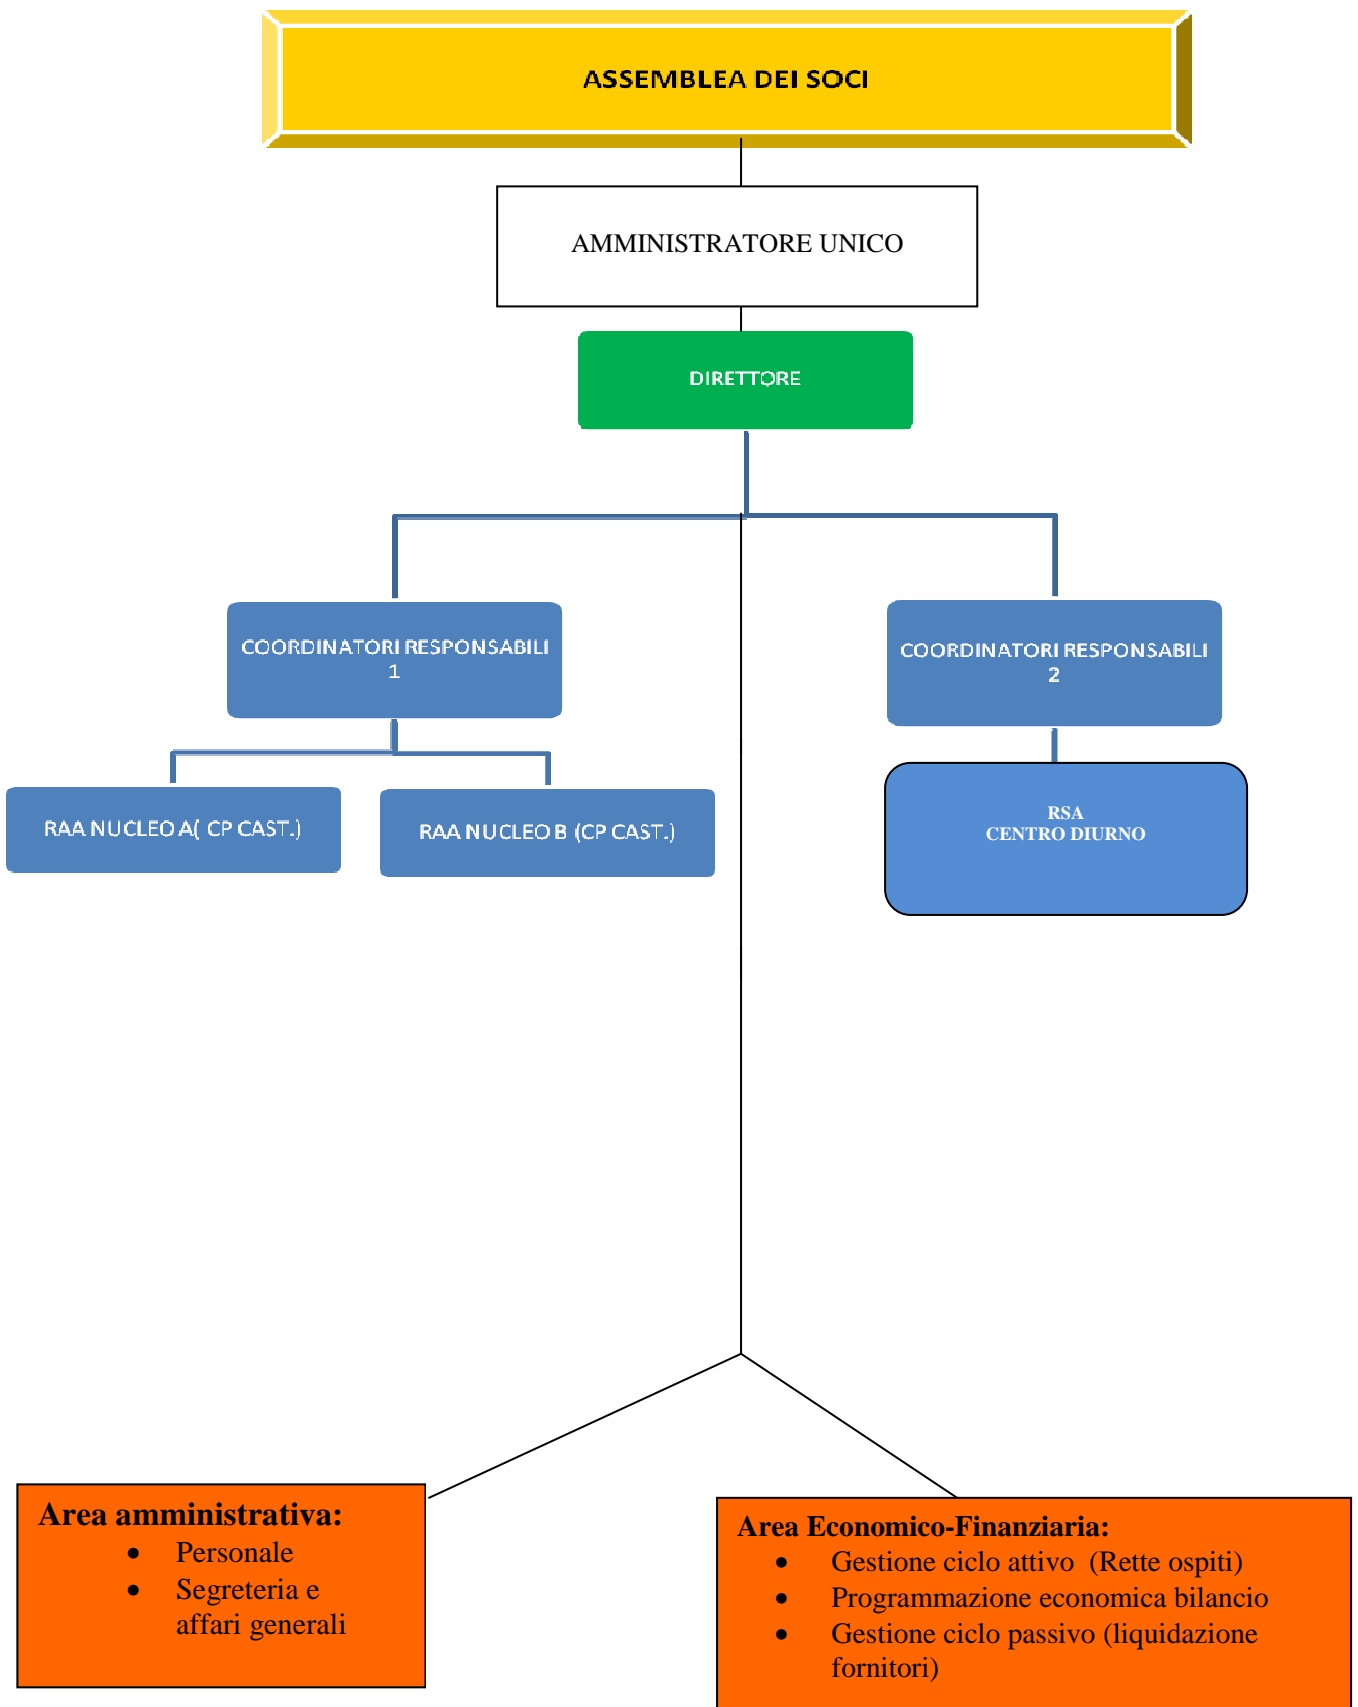 ASSEMBLEA DEI SOCI
AMMINISTRATORE UNICO
DIRETTORE
COORDINATORI RESPONSABILI
1
COORDINATORI RESPONSABILI
2
RAA NUCLEO A( CP CAST.)
RAA NUCLEO B (CP CAST.)
RSA
CENTRO DIURNO
Area amministrativa:
• Personale
• Segreteria e
affari generali
Area Economico-Finanziaria:
• Gestione ciclo attivo (Rette ospiti)
• Programmazione economica bilancio
• Gestione ciclo passivo (liquidazione
fornitori)